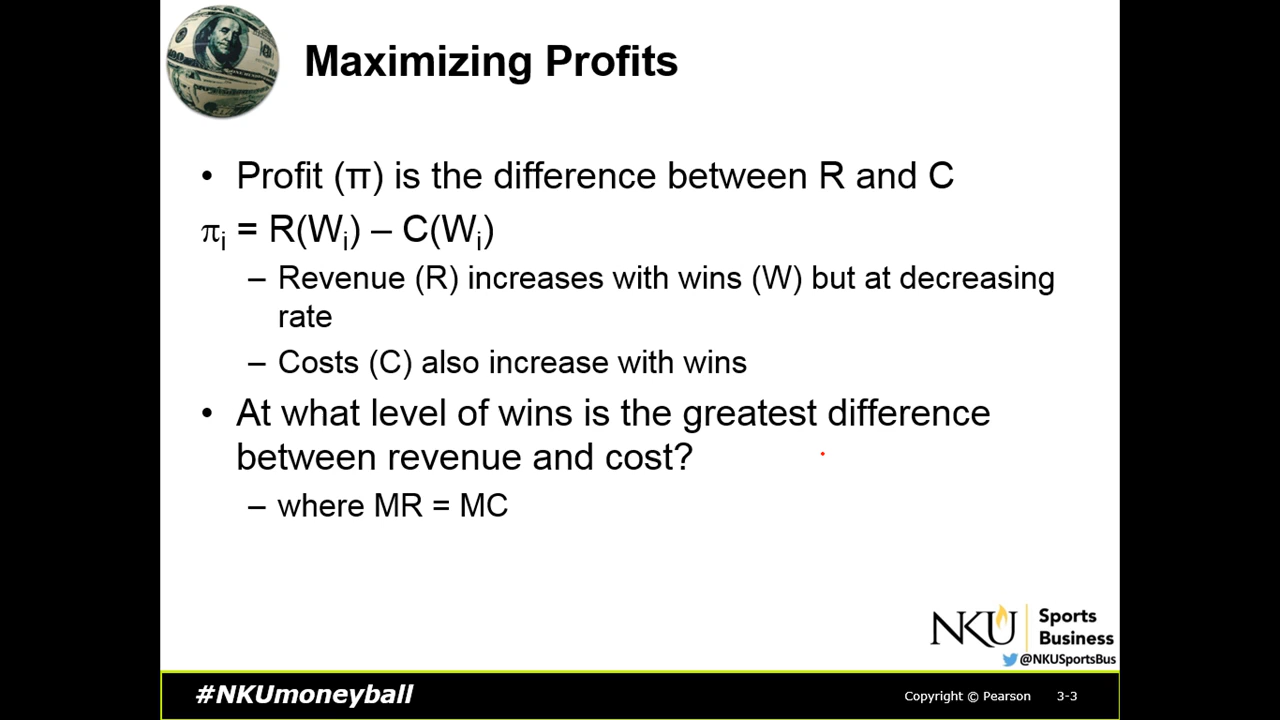 Maximizing Profits
• Profit (π) is the difference between R and C
πi = R(Wi) – C(Wi)
– Revenue (R) increases with wins (W) but at decreasing
rate
– Costs (C) also increase with wins
• At what level of wins is the greatest difference
between revenue and cost?
– where MR = MC
NKU Sports
Business
@NKUSportsBus
#NKUmoneyball
Copyright © Pearson 3-3